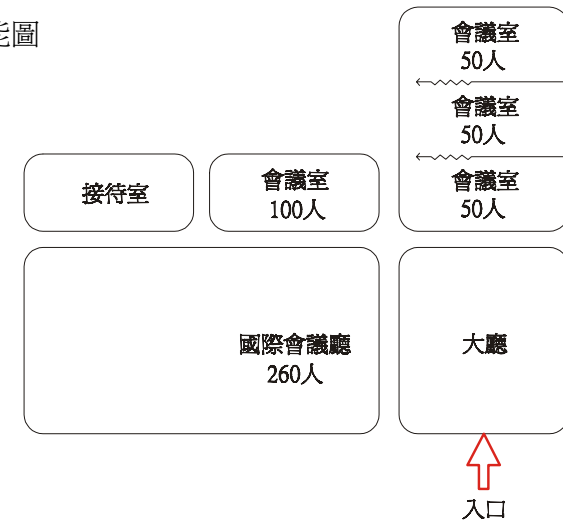 能圖
會議室
50人
會議室
50人
會議室
50人
接待室
會議室
100人
國際會議廳
260人
大廳
入口